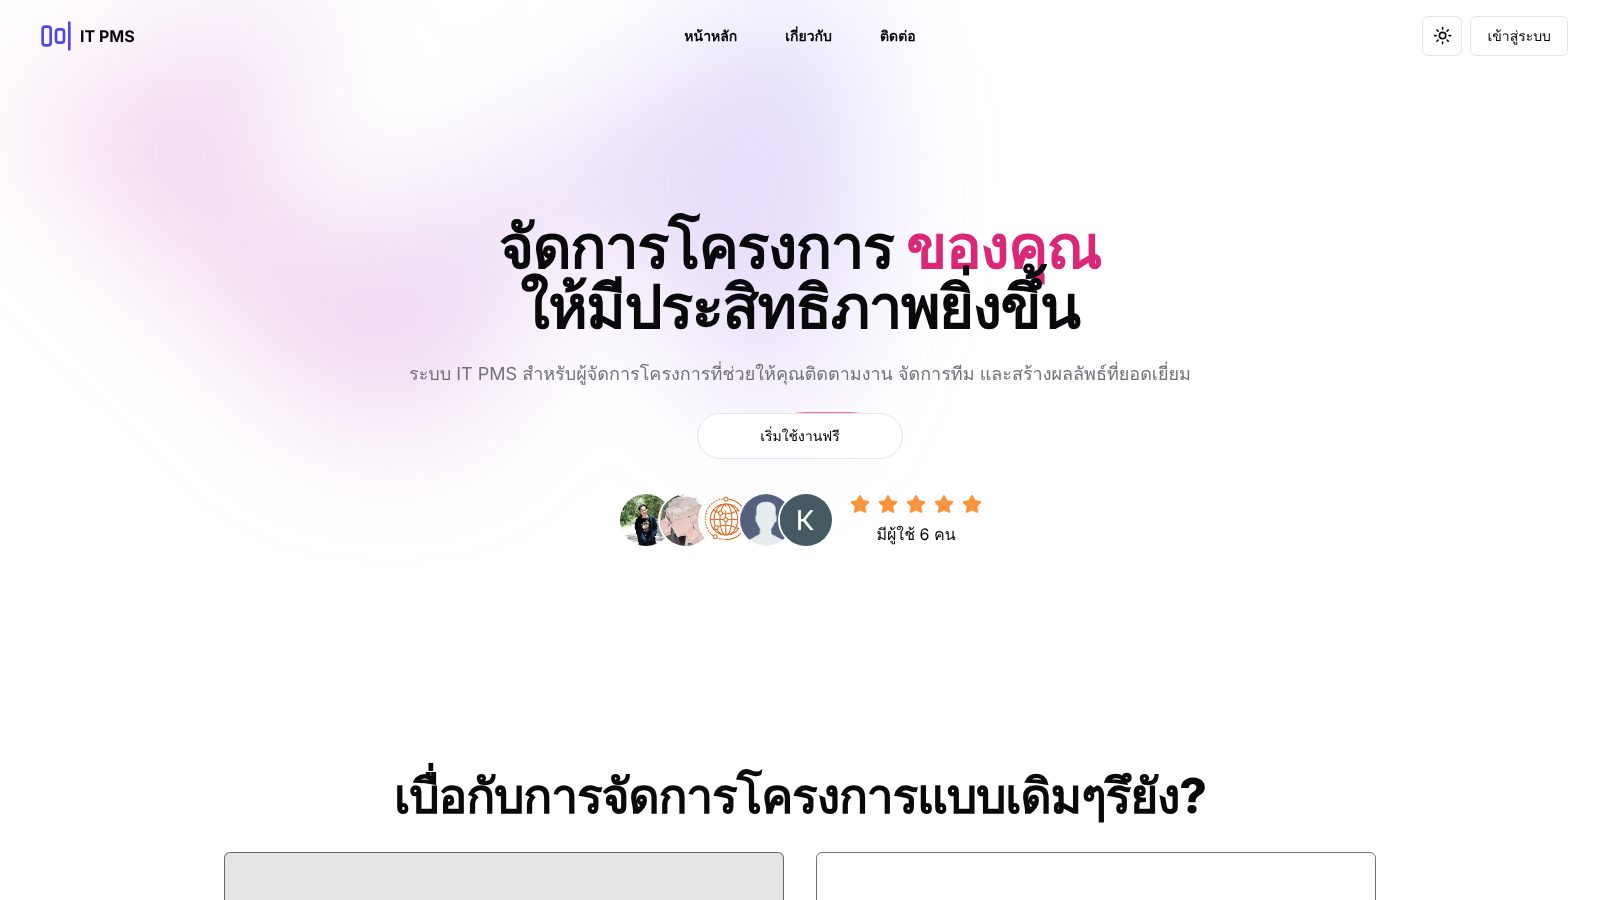 IT PMS
หน้าหลัก
เกี่ยวกับ
ติดต่อ
เข้าสู่ระบบ
จัดการโครงการ ของคุณ
ให้มีประสิทธิภาพยิ่งขึ้น
ระบบ IT PMS สำหรับผู้จัดการโครงการที่ช่วยให้คุณติดตามงาน จัดการทีม และสร้างผลลัพธ์ที่ยอดเยี่ยม
เริ่มใช้งานฟรี
K
มีผู้ใช้ 6 คน
เบื่อกับการจัดการโครงการแบบเดิมๆรึยัง?